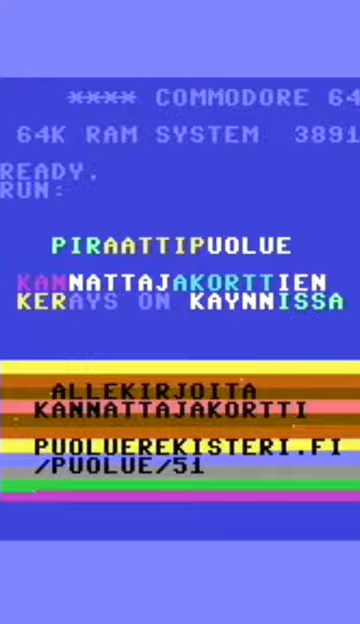 **** COMMODORE 64
64K RAM SYSTEM 3891
READY.
RUN:
PIRAATTIPUOLUE
KANNATTAJAKORTTIEN
KERAYS ON KAYNNISSA
ALLEKIRJOITA
KANNATTAJAKORTTI
PUOLUEREKISTERI.FI
/PUOLUE/51